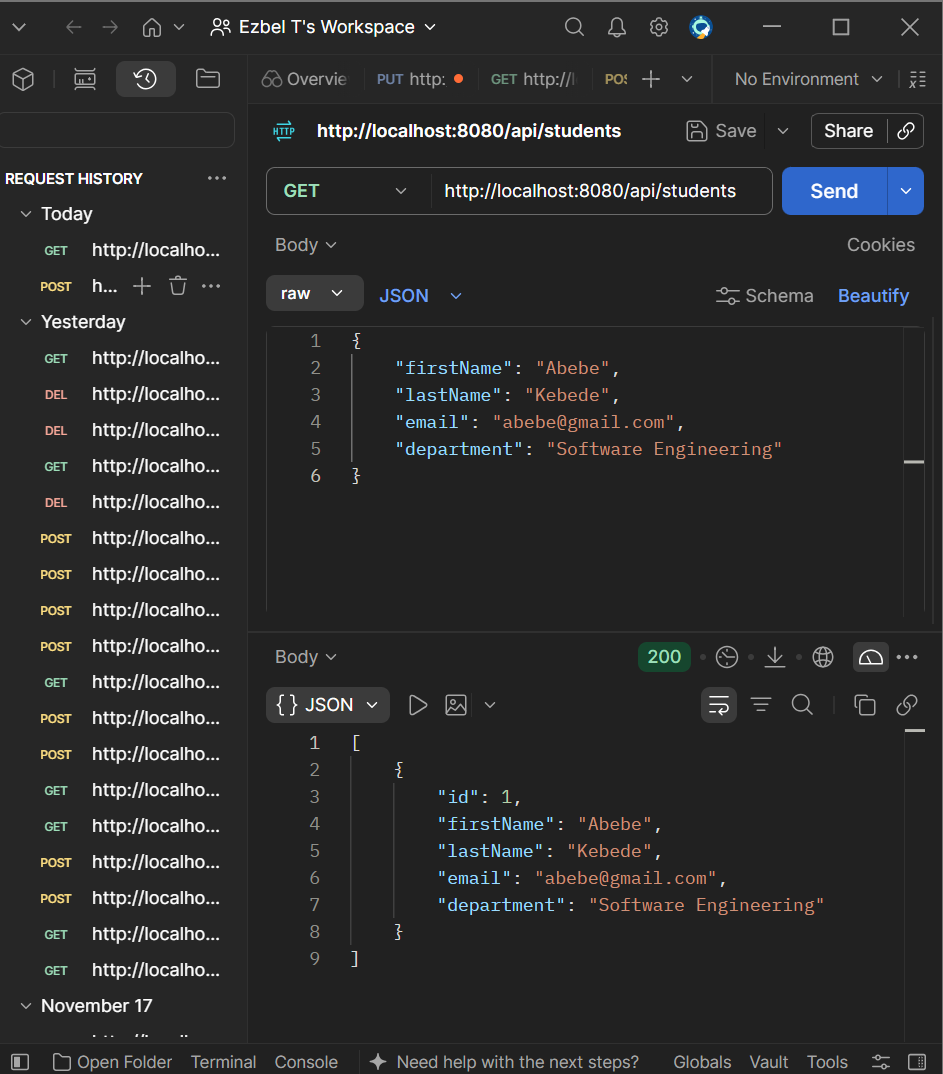 Ezbel T's Workspace
Overvie PUT http: GET http://l POS No Environment
HTTP http://localhost:8080/api/students Save Share
REQUEST HISTORY
GET http://localhost:8080/api/students Send
Today
GET http://localho...
POST h...
Yesterday
GET http://localho...
DEL http://localho...
DEL http://localho...
GET http://localho...
DEL http://localho...
POST http://localho...
POST http://localho...
POST http://localho...
POST http://localho...
GET http://localho...
POST http://localho...
POST http://localho...
GET http://localho...
GET http://localho...
POST http://localho...
POST http://localho...
GET http://localho...
GET http://localho...
November 17
Body Cookies
raw JSON Schema Beautify
1 {
2 "firstName": "Abebe",
3 "lastName": "Kebede",
4 "email": "abebe@gmail.com",
5 "department": "Software Engineering"
6 }
Body 200
{} JSON
1 [
2 {
3 "id": 1,
4 "firstName": "Abebe",
5 "lastName": "Kebede",
6 "email": "abebe@gmail.com",
7 "department": "Software Engineering"
8 }
9 ]
Open Folder Terminal Console Need help with the next steps? Globals Vault Tools